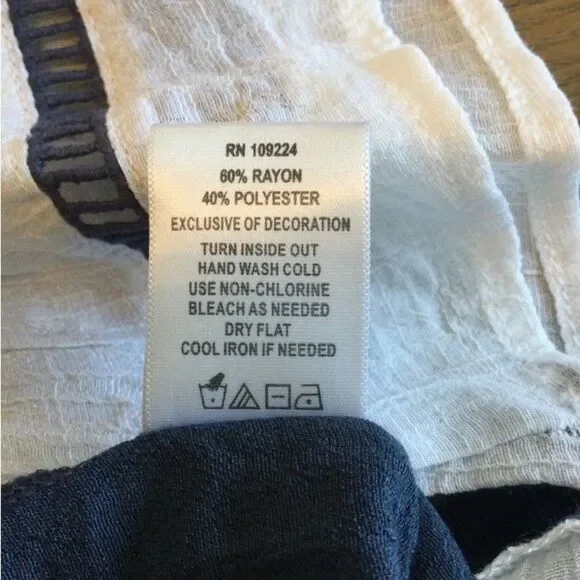 RN 109224
60% RAYON
40% POLYESTER
EXCLUSIVE OF DECORATION
TURN INSIDE OUT
HAND WASH COLD
USE NON-CHLORINE
BLEACH AS NEEDED
DRY FLAT
COOL IRON IF NEEDED